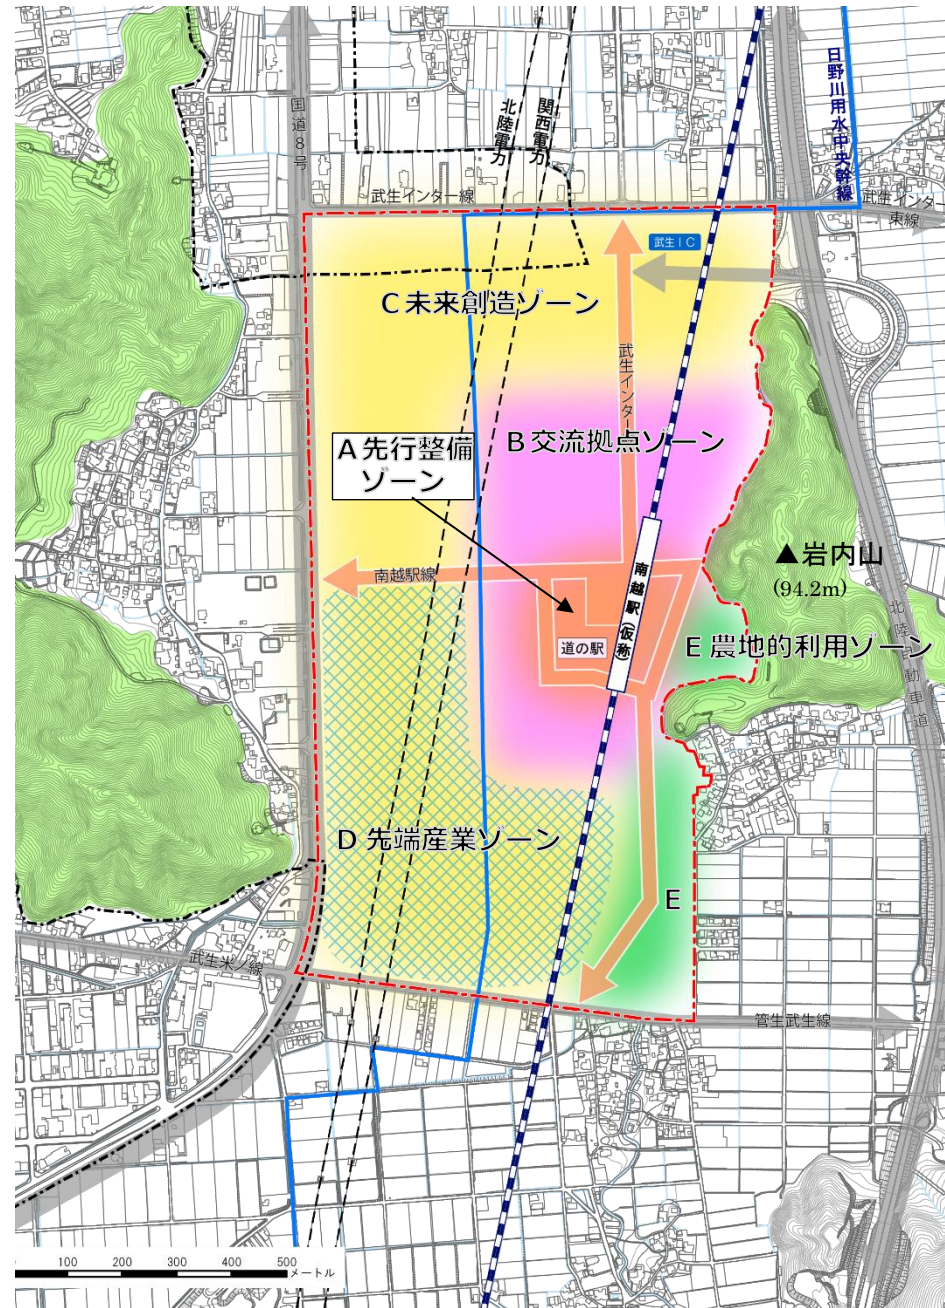 国道8号
北陸電力
関西電力
日野川用水中央幹線
武生インター線
武生インター
東線
武生IC
C未来創造ゾーン
武生インター
B交流拠点ゾーン
A先行整備
ゾーン
▲岩内山
(94.2m)
南越駅線
南越駅(仮称)
道の駅
E農地的利用ゾーン
北陸自動車道
D先端産業ゾーン
E
武生米ノ線
菅生武生線
100 200 300 400 500
メートル